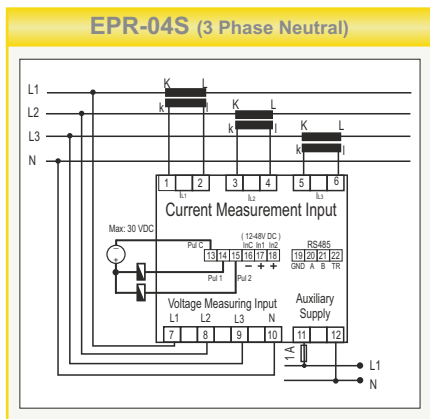 EPR-04S (3 Phase Neutral)
K L
L1
K L
L2
k l
K L
L3
k l
N
k l
1 2 3 4 5 6
IL1 IL2 IL3
Current Measurement Input
Max: 30 VDC
( 12-48V DC )
Pul C InC In1 In2 RS485
13 14 15 16 17 18 19 20 21 22
− + + GND A B TR
Pul 1 Pul 2
Voltage Measuring Input Auxiliary Supply
L1 L2 L3 N
7 8 9 10 11 12
1 A
L1
N